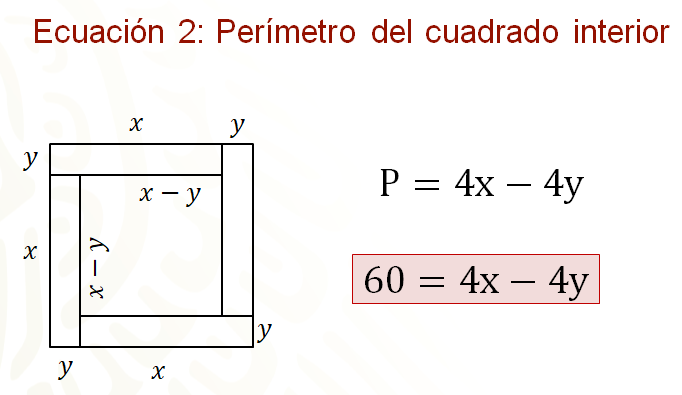 Ecuación 2: Perímetro del cuadrado interior
x
y
y
x − y
x
x − y
y
y
x
P = 4x − 4y
60 = 4x − 4y